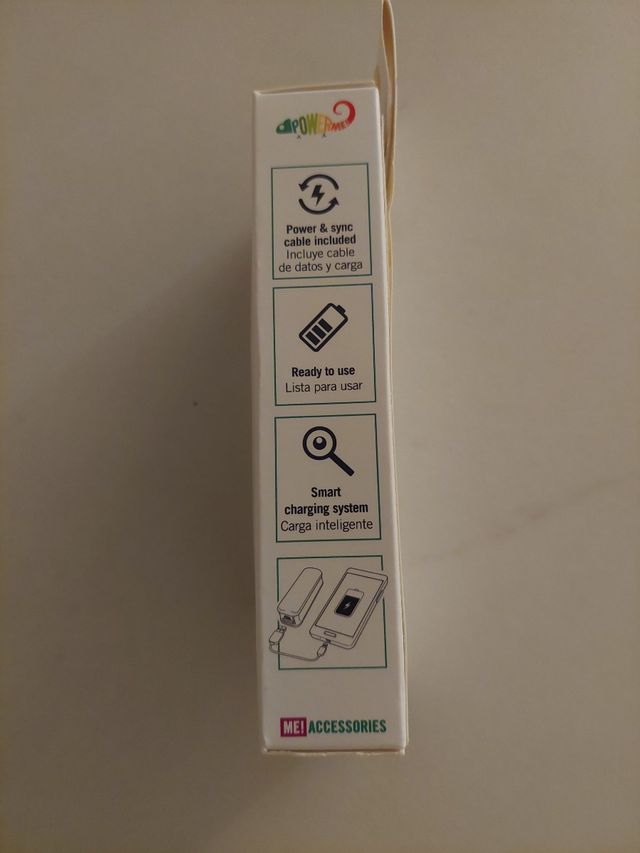 POWERME!
Power & sync
cable included
Incluye cable
de datos y carga
Ready to use
Lista para usar
Smart
charging system
Carga inteligente
ME! ACCESSORIES